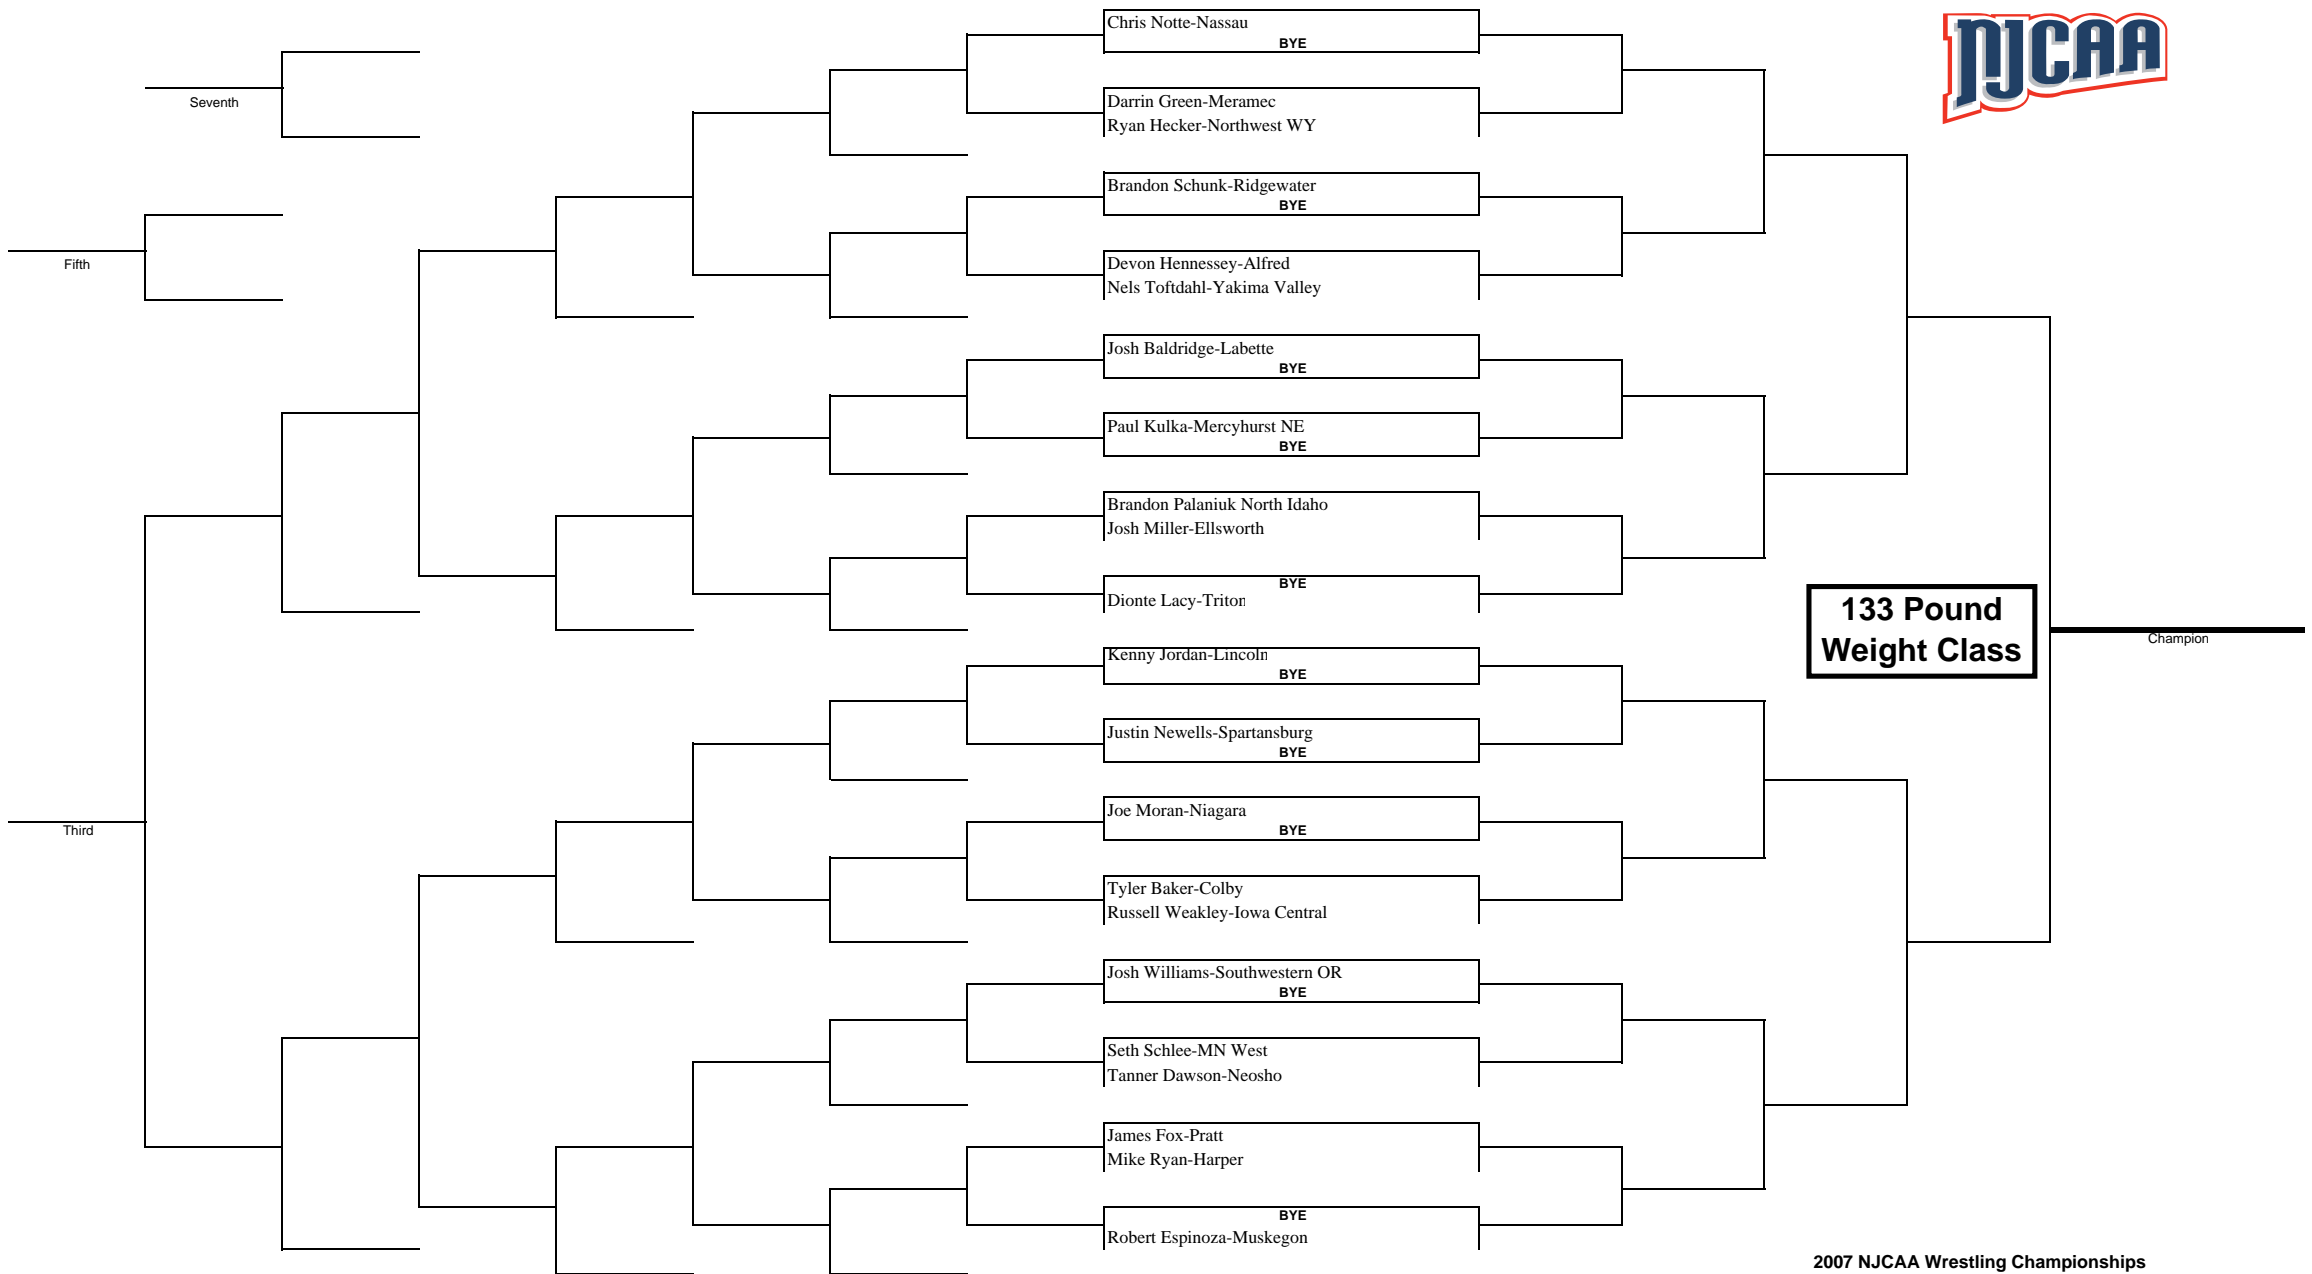 NJCAA
Chris Notte-Nassau
BYE
Seventh
Darrin Green-Meramec
Ryan Hecker-Northwest WY
Brandon Schunk-Ridgewater
BYE
Fifth
Devon Hennessey-Alfred
Nels Toftdahl-Yakima Valley
Josh Baldridge-Labette
BYE
Paul Kulka-Mercyhurst NE
BYE
Brandon Palaniuk North Idaho
Josh Miller-Ellsworth
BYE
Dionte Lacy-Triton
133 Pound
Weight Class
Champion
Kenny Jordan-Lincoln
BYE
Justin Newells-Spartansburg
BYE
Joe Moran-Niagara
BYE
Third
Tyler Baker-Colby
Russell Weakley-Iowa Central
Josh Williams-Southwestern OR
BYE
Seth Schlee-MN West
Tanner Dawson-Neosho
James Fox-Pratt
Mike Ryan-Harper
BYE
Robert Espinoza-Muskegon
2007 NJCAA Wrestling Championships